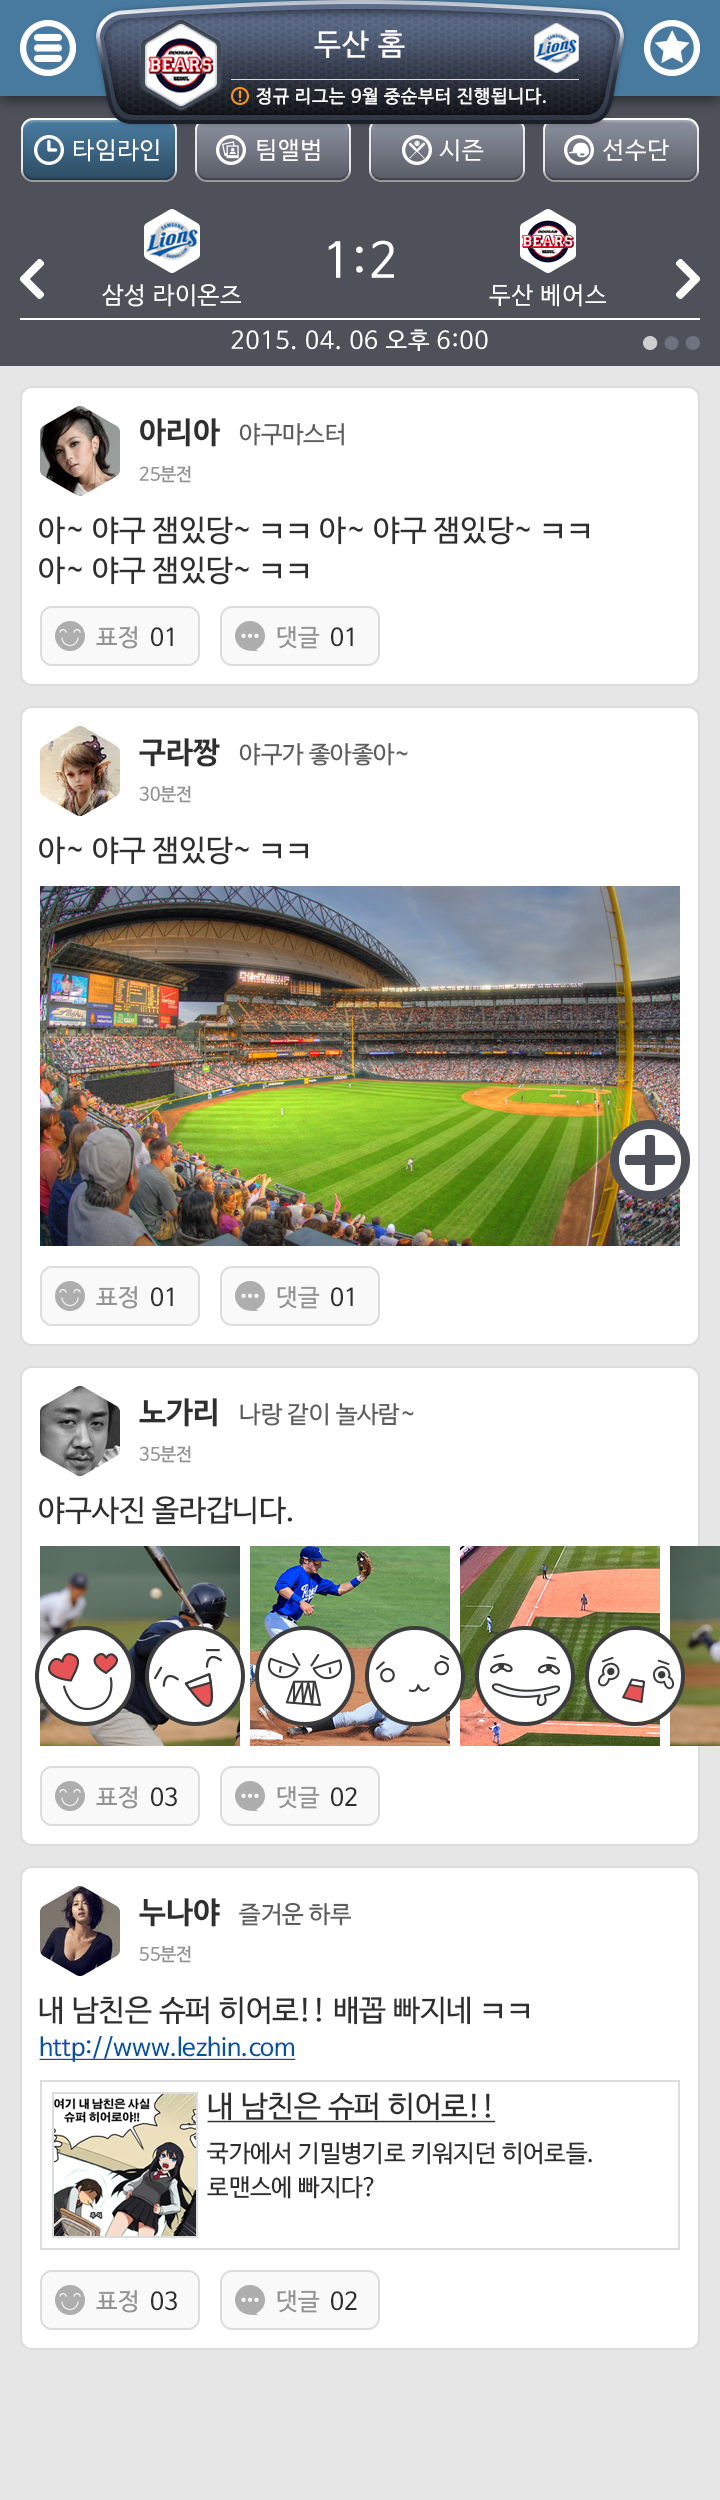 두산 홈
DOOSAN
BEARS
SEOUL
SAMSUNG
Lions
정규 리그는 9월 중순부터 진행됩니다.
타임라인
팀앨범
시즌
선수단
SAMSUNG
Lions
1:2
DOOSAN
BEARS
SEOUL
삼성 라이온즈
두산 베어스
2015. 04. 06 오후 6:00
아리아 야구마스터
25분전
아~ 야구 잼있당~ ㅋㅋ 아~ 야구 잼있당~ ㅋㅋ
아~ 야구 잼있당~ ㅋㅋ
표정 01 댓글 01
구라짱 야구가 좋아좋아~
30분전
아~ 야구 잼있당~ ㅋㅋ
표정 01 댓글 01
노가리 나랑 같이 놀사람~
35분전
야구사진 올라갑니다.
표정 03 댓글 02
누나야 즐거운 하루
55분전
내 남친은 슈퍼 히어로!! 배꼽 빠지네 ㅋㅋ
http://www.lezhin.com
여기 내 남친은 사실
슈퍼 히어로야!!
내 남친은 슈퍼 히어로!!
국가에서 기밀병기로 키워지던 히어로들.
로맨스에 빠지다?
표정 03 댓글 02